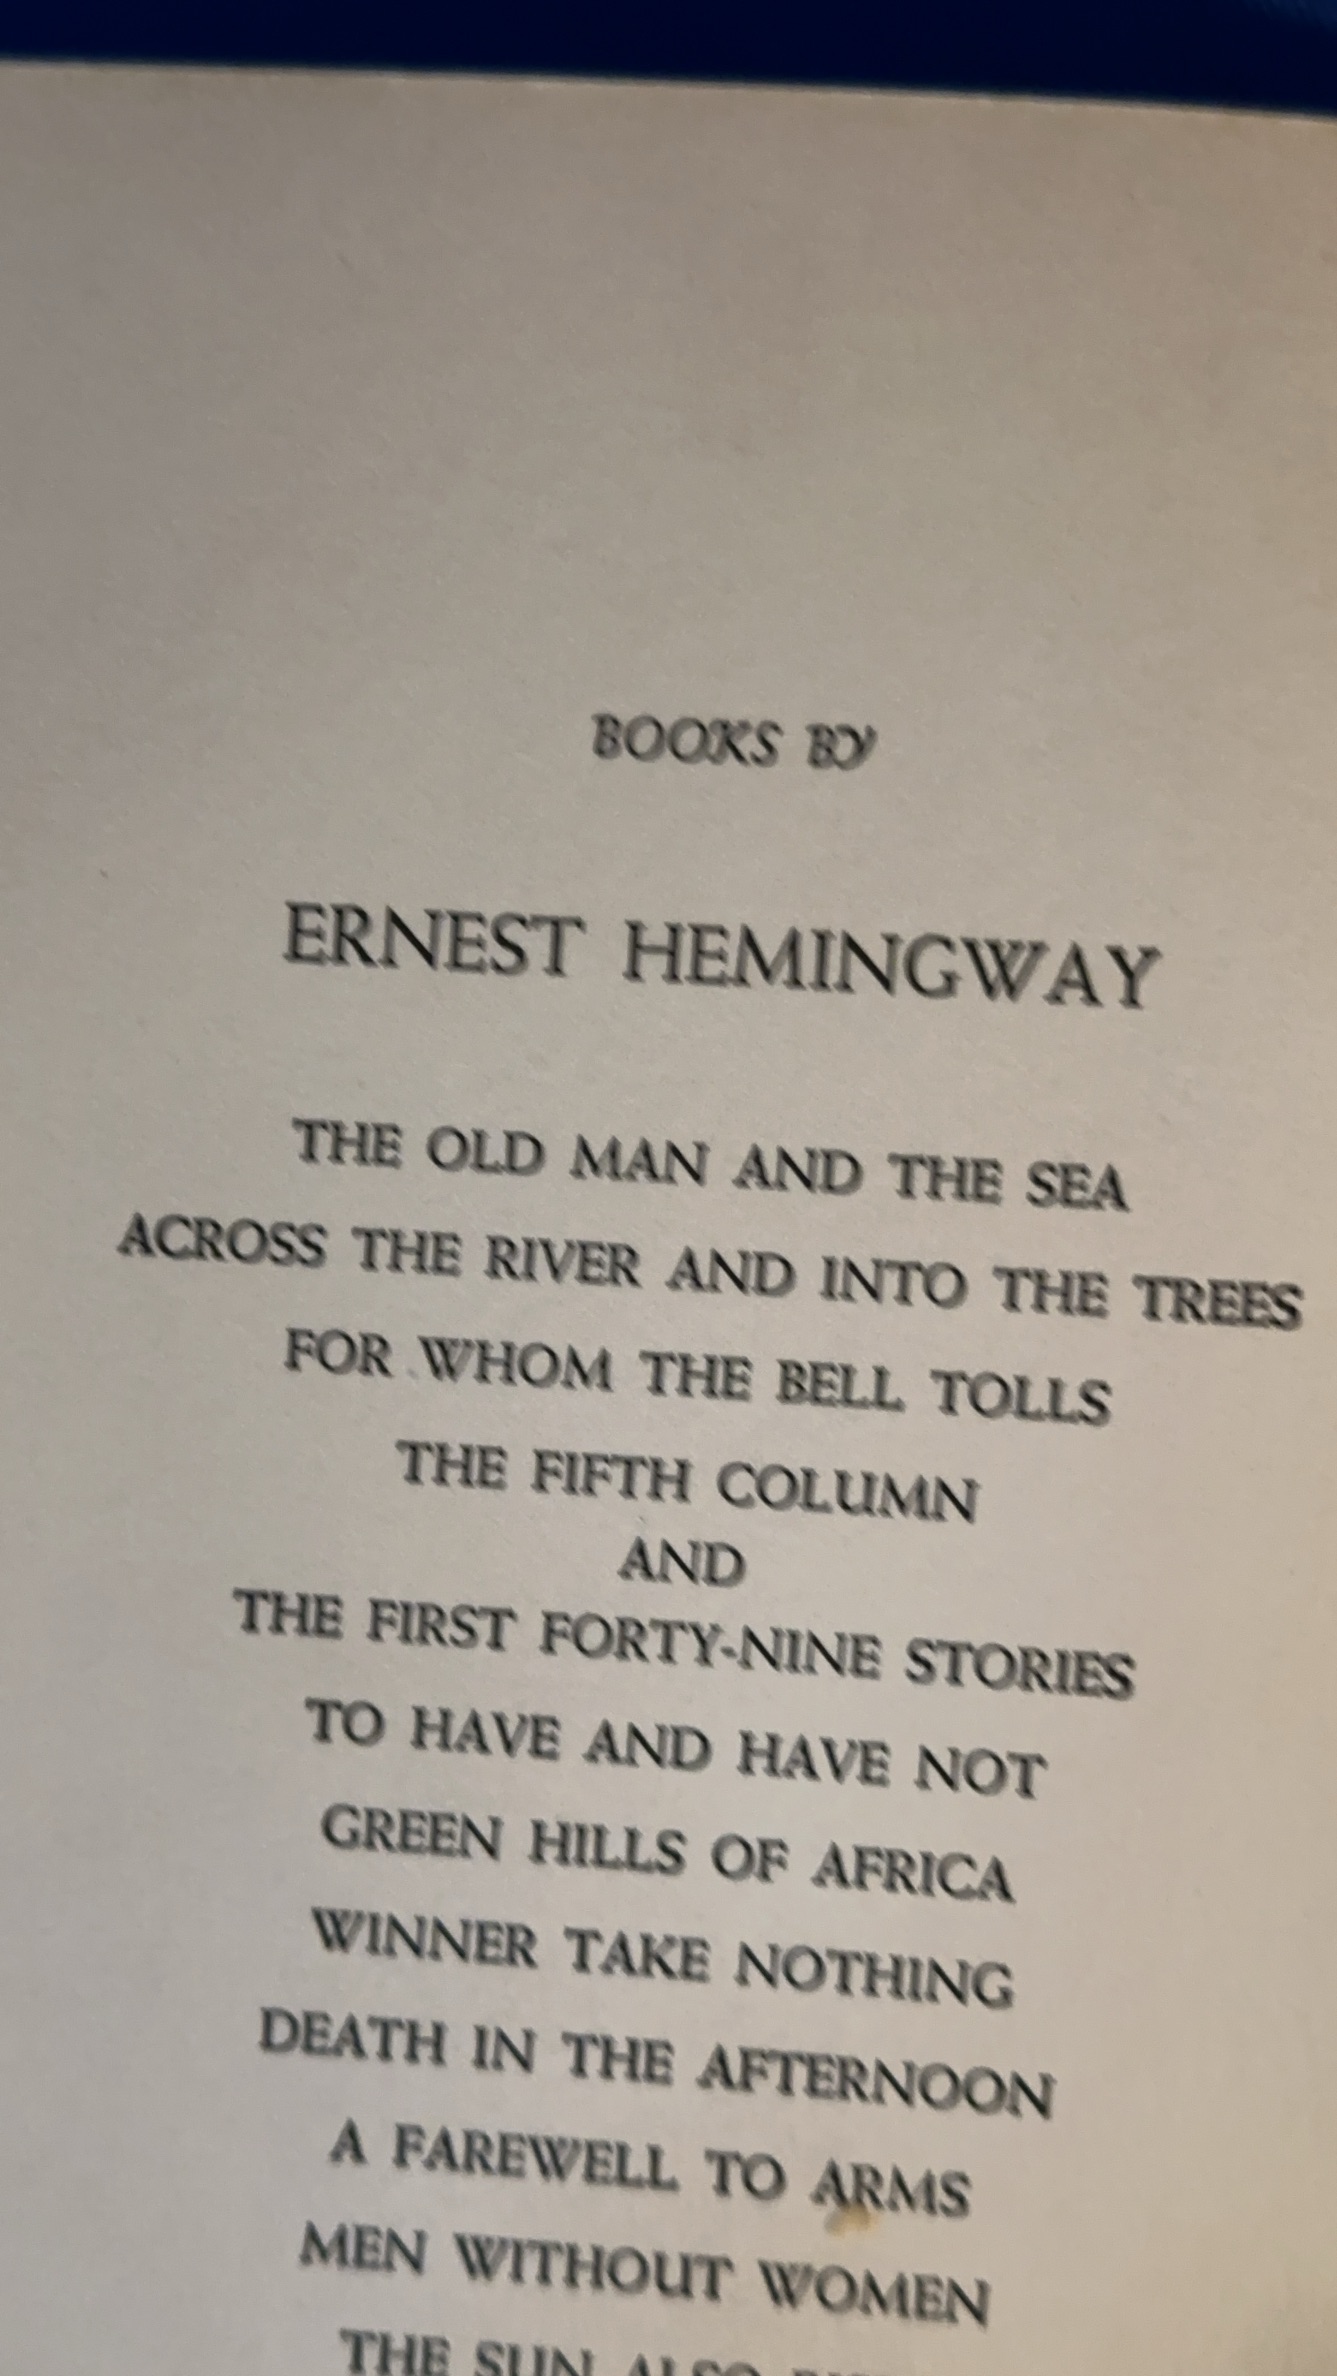 BOOKS BY
ERNEST HEMINGWAY
THE OLD MAN AND THE SEA
ACROSS THE RIVER AND INTO THE TREES
FOR WHOM THE BELL TOLLS
THE FIFTH COLUMN
AND
THE FIRST FORTY-NINE STORIES
TO HAVE AND HAVE NOT
GREEN HILLS OF AFRICA
WINNER TAKE NOTHING
DEATH IN THE AFTERNOON
A FAREWELL TO ARMS
MEN WITHOUT WOMEN
THE SUN ALSO